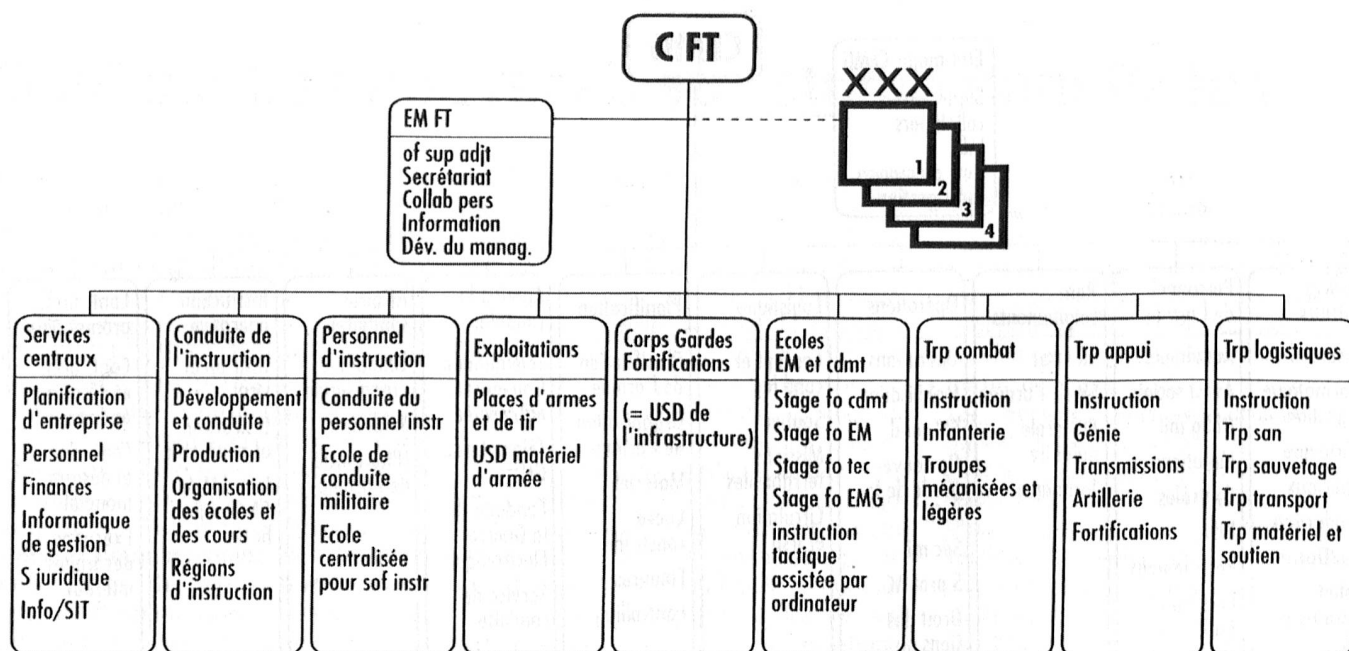 C FT
XXX
1
2
3
4
EM FT
of sup adjt
Secrétariat
Collab pers
Information
Dév. du manag.
Services
centraux
Planification
d'entreprise
Personnel
Finances
Informatique
de gestion
S juridique
Info/SIT
Conduite de
l'instruction
Développement
et conduite
Production
Organisation
des écoles et
des cours
Régions
d'instruction
Personnel
d'instruction
Conduite du
personnel instr
Ecole de
conduite
militaire
Ecole
centralisée
pour sof instr
Exploitations
Places d'armes
et de tir
USD matériel
d'armée
Corps Gardes
Fortifications
(= USD de
l'infrastructure)
Ecoles
EM et cdmt
Stage fo cdmt
Stage fo EM
Stage fo tec
Stage fo EMG
Instruction
tactique
assistée par
ordinateur
Trp combat
Instruction
Infanterie
Troupes
mécanisées et
légères
Trp appui
Instruction
Génie
Transmissions
Artillerie
Fortifications
Trp logistiques
Instruction
Trp san
Trp sauvetage
Trp transport
Trp matériel et
soutien